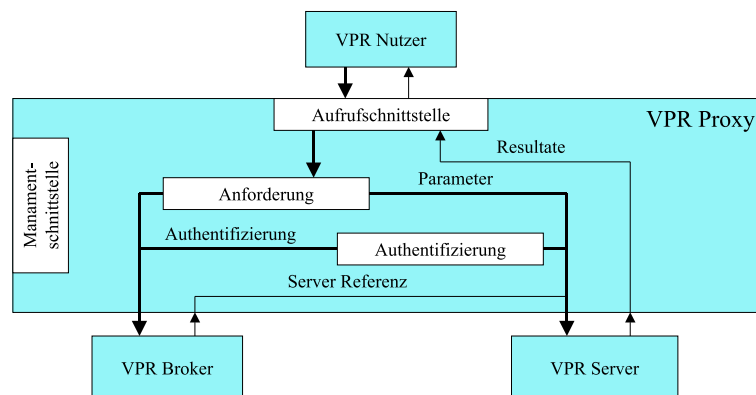 VPR Nutzer
Aufrufschnittstelle
VPR Proxy
Manament-
schnittstelle
Resultate
Anforderung
Parameter
Authentifizierung
Authentifizierung
Server Referenz
VPR Broker
VPR Server